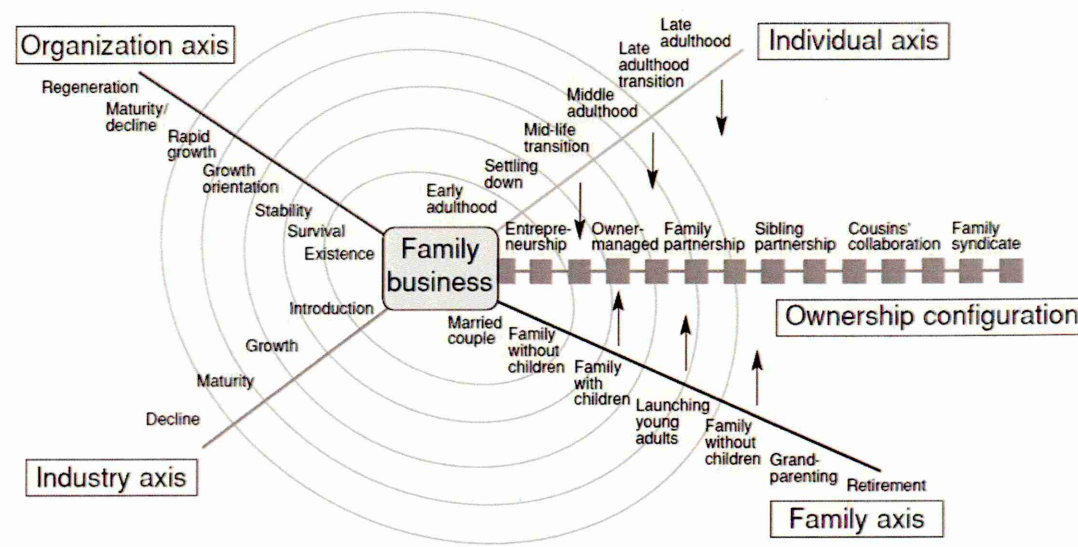 Organization axis
Regeneration
Maturity/
decline
Rapid
growth
Growth
orientation
Stability
Survival
Existence
Late
adulthood
Late
adulthood
transition
Middle
adulthood
Mid-life
transition
Settling
down
Early
adulthood
Individual axis
Family
business
Entrepre-
neurship
Owner-
managed
Family
partnership
Sibling
partnership
Cousins'
collaboration
Family
syndicate
Ownership configuration
Introduction
Growth
Maturity
Decline
Industry axis
Married
couple
Family
without
children
Family
with
children
Launching
young
adults
Family
without
children
Grand-
parenting
Retirement
Family axis